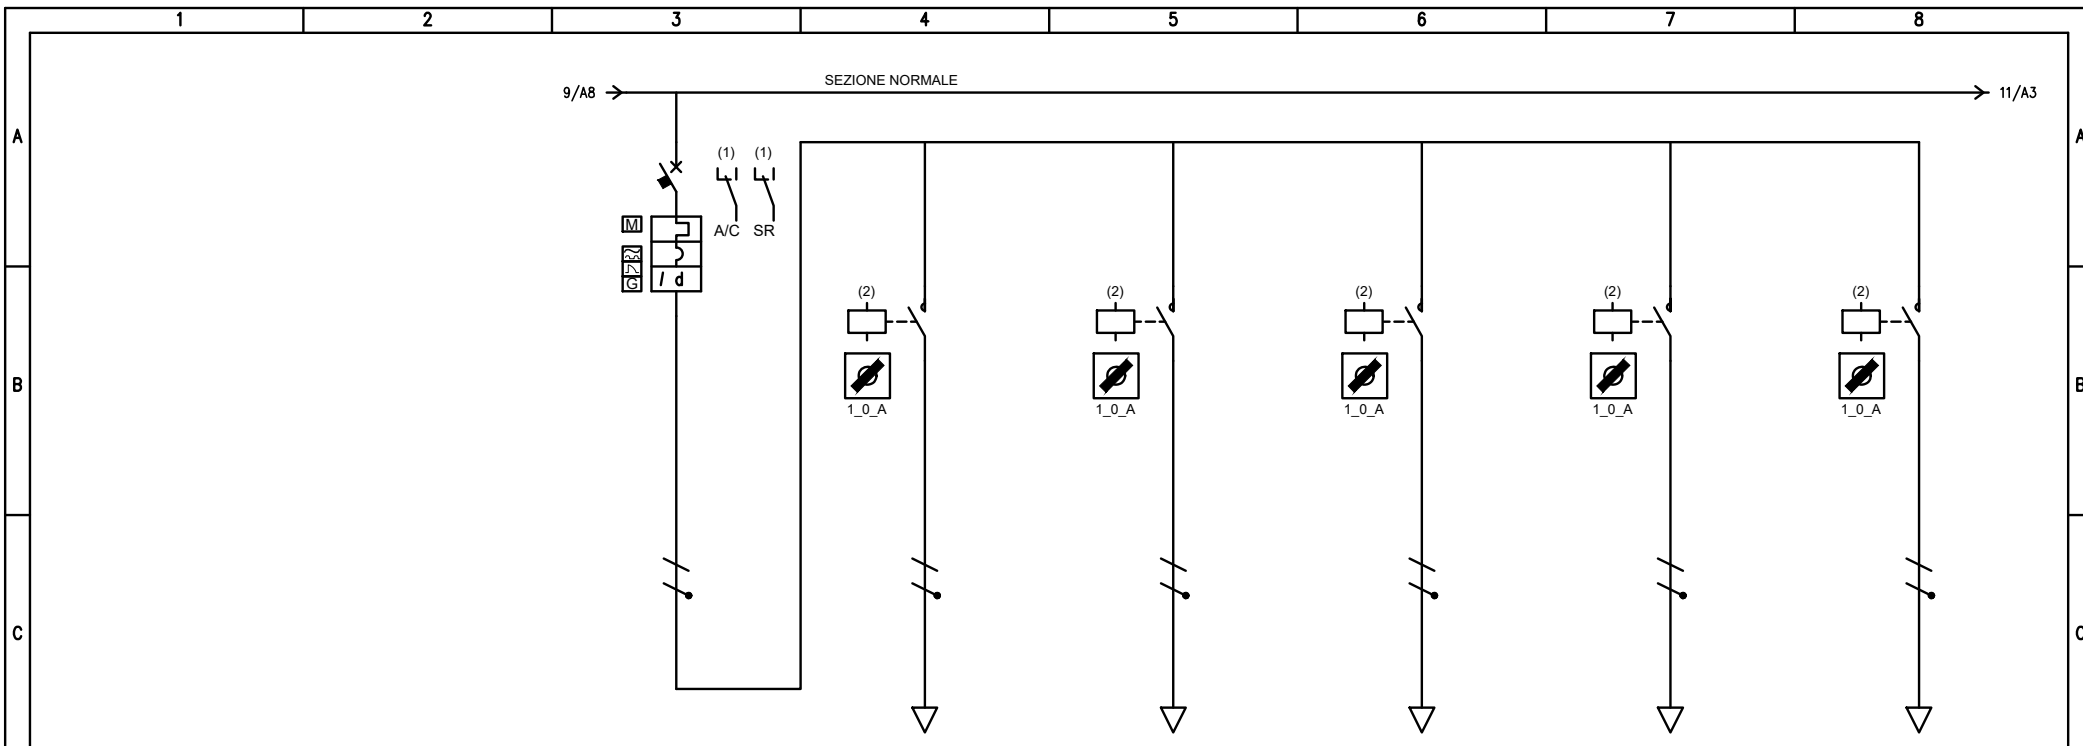 1 2 3 4 5 6 7 8
SEZIONE NORMALE
9/A8 11/A3
A A
(1) (1)
M
A/C SR
G
I d
(2) (2) (2) (2) (2)
B B
1_0_A 1_0_A 1_0_A 1_0_A 1_0_A
C C